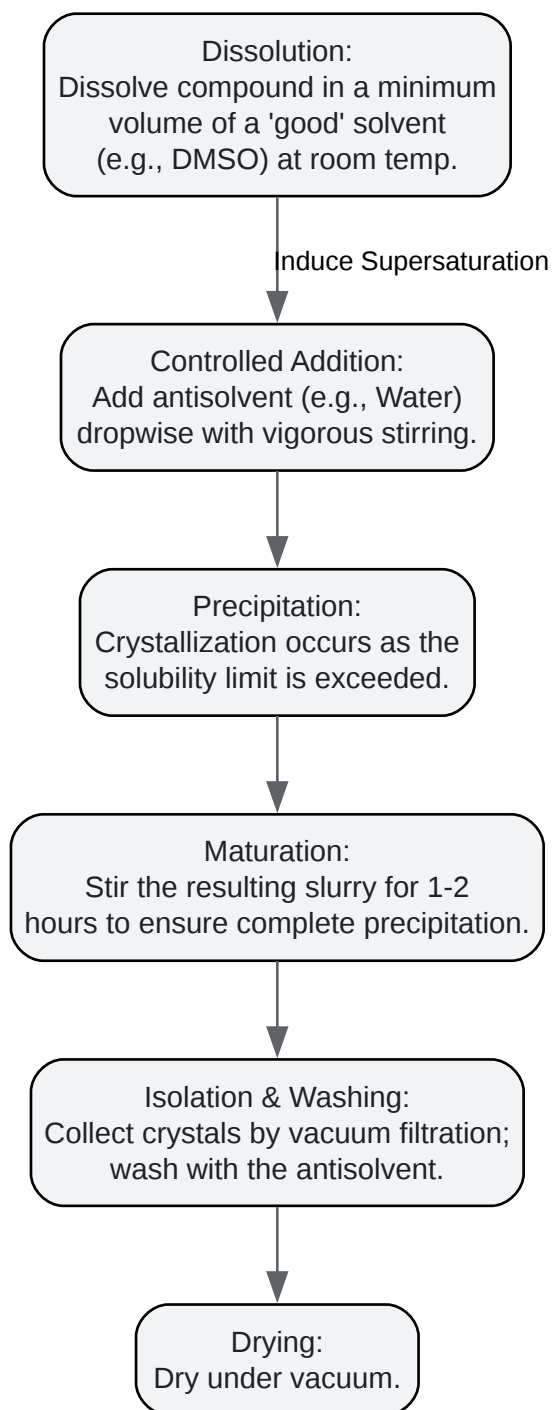 Dissolution:
Dissolve compound in a minimum
volume of a 'good' solvent
(e.g., DMSO) at room temp.
Induce Supersaturation
Controlled Addition:
Add antisolvent (e.g., Water)
dropwise with vigorous stirring.
Precipitation:
Crystallization occurs as the
solubility limit is exceeded.
Maturation:
Stir the resulting slurry for 1-2
hours to ensure complete precipitation.
Isolation & Washing:
Collect crystals by vacuum filtration;
wash with the antisolvent.
Drying:
Dry under vacuum.